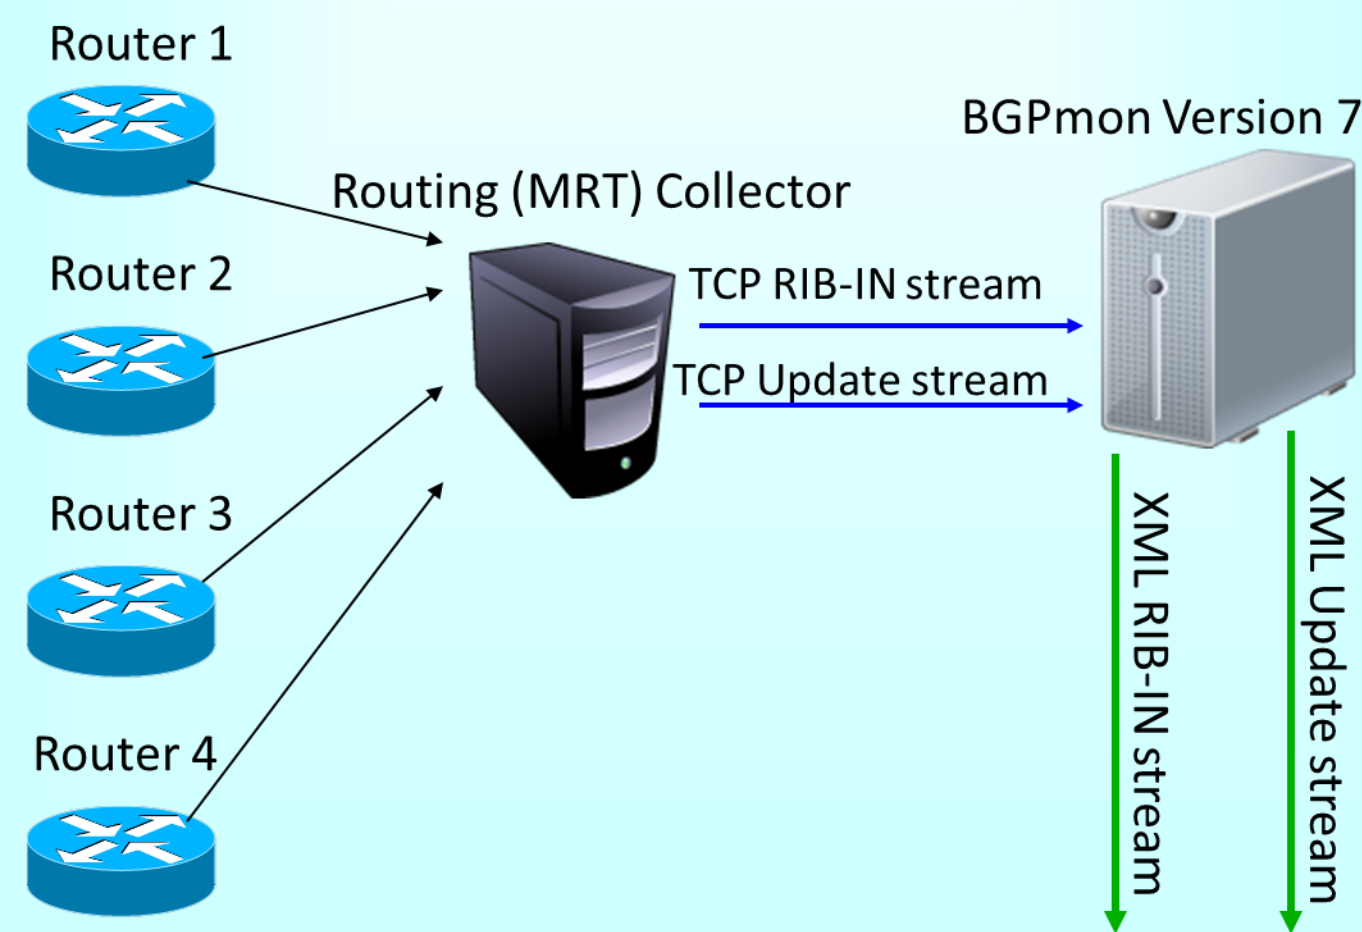 Router 1
BGPmon Version 7
Routing (MRT) Collector
Router 2
TCP RIB-IN stream
TCP Update stream
Router 3
Router 4
XML RIB-IN stream
XML Update stream